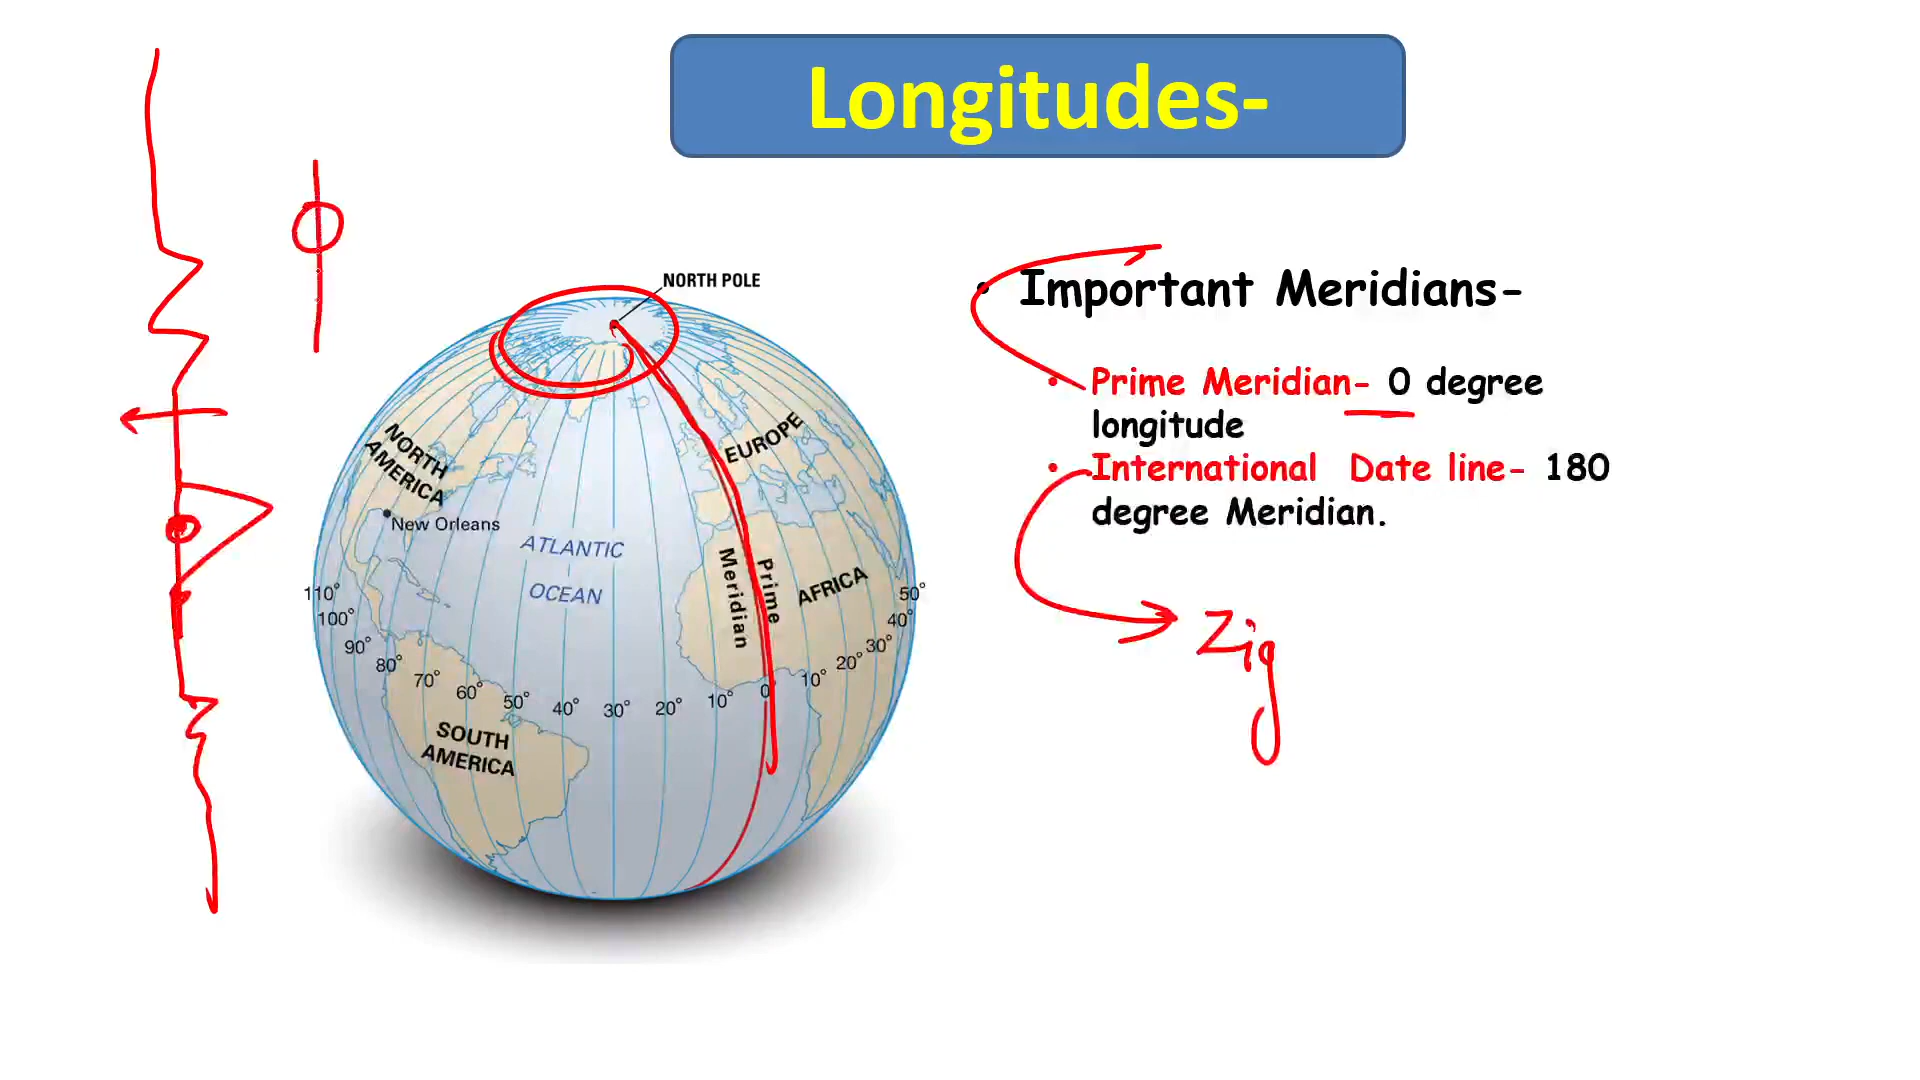 Longitudes-
NORTH POLE
• Important Meridians-
• Prime Meridian- 0 degree
longitude
• International Date line- 180
degree Meridian.
Zig
NORTH
AMERICA
EUROPE
New Orleans
ATLANTIC
OCEAN
Prime
Meridian
AFRICA
110° 100° 90° 80° 70° 60° 50° 40° 30° 20° 10° 0 10° 20° 30° 40° 50°
SOUTH
AMERICA